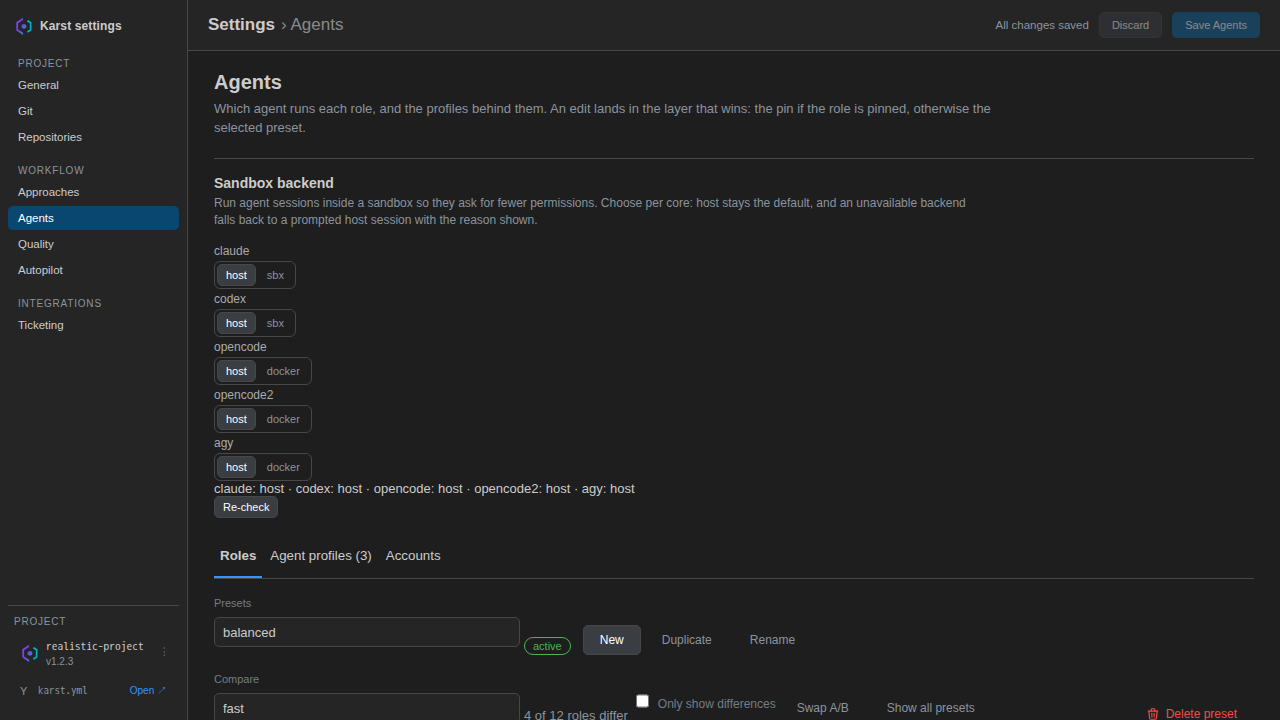 Karst settings
PROJECT
General
Git
Repositories
WORKFLOW
Approaches
Agents
Quality
Autopilot
INTEGRATIONS
Ticketing
PROJECT
realistic-project
v1.2.3
Y karst.yml Open ↗
Settings › Agents
All changes saved
Discard
Save Agents
Agents
Which agent runs each role, and the profiles behind them. An edit lands in the layer that wins: the pin if the role is pinned, otherwise the
selected preset.
Sandbox backend
Run agent sessions inside a sandbox so they ask for fewer permissions. Choose per core: host stays the default, and an unavailable backend
falls back to a prompted host session with the reason shown.
claude
host sbx
codex
host sbx
opencode
host docker
opencode2
host docker
agy
host docker
claude: host · codex: host · opencode: host · opencode2: host · agy: host
Re-check
Roles Agent profiles (3) Accounts
Presets
balanced active New Duplicate Rename
Compare
fast 4 of 12 roles differ Only show differences Swap A/B Show all presets Delete preset